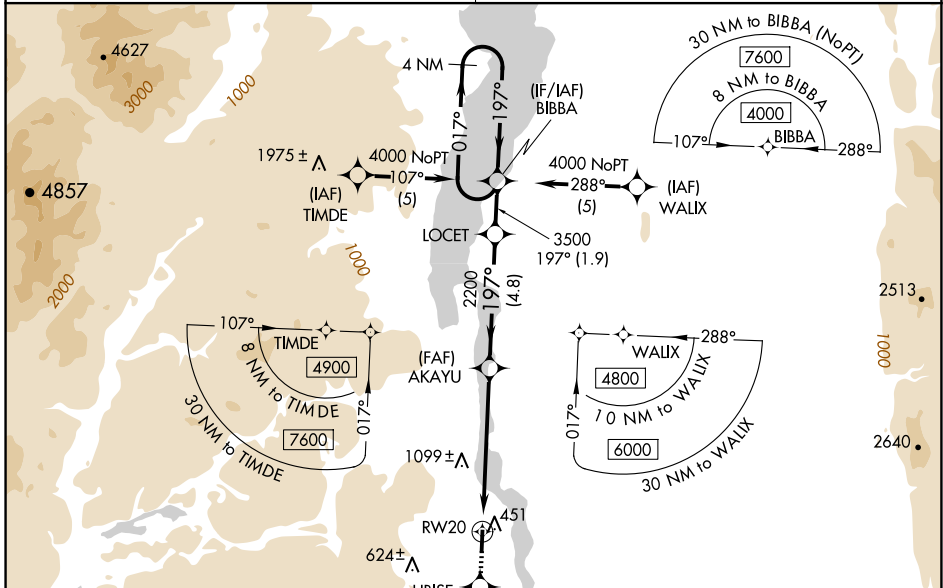 4627
3000
1000
4857
2000
1975 ±
(IAF)
TIMDE
4000 NoPT
107°
(5)
4 NM
017°
197°
(IF/IAF)
BIBBA
4000 NoPT
288°
(5)
(IAF)
WALIX
30 NM to BIBBA (NoPT)
7600
8 NM to BIBBA
4000
107°
BIBBA
288°
LOCET
3500
197° (1.9)
1000
2200
197°
(4.8)
2513
1000
107°
TIMDE
4900
8 NM to TIMDE
017°
7600
30 NM to TIMDE
(FAF)
AKAYU
288°
WALIX
4800
10 NM to WALIX
017°
6000
30 NM to WALIX
2640
1099 ±
RW20
451
624 ±